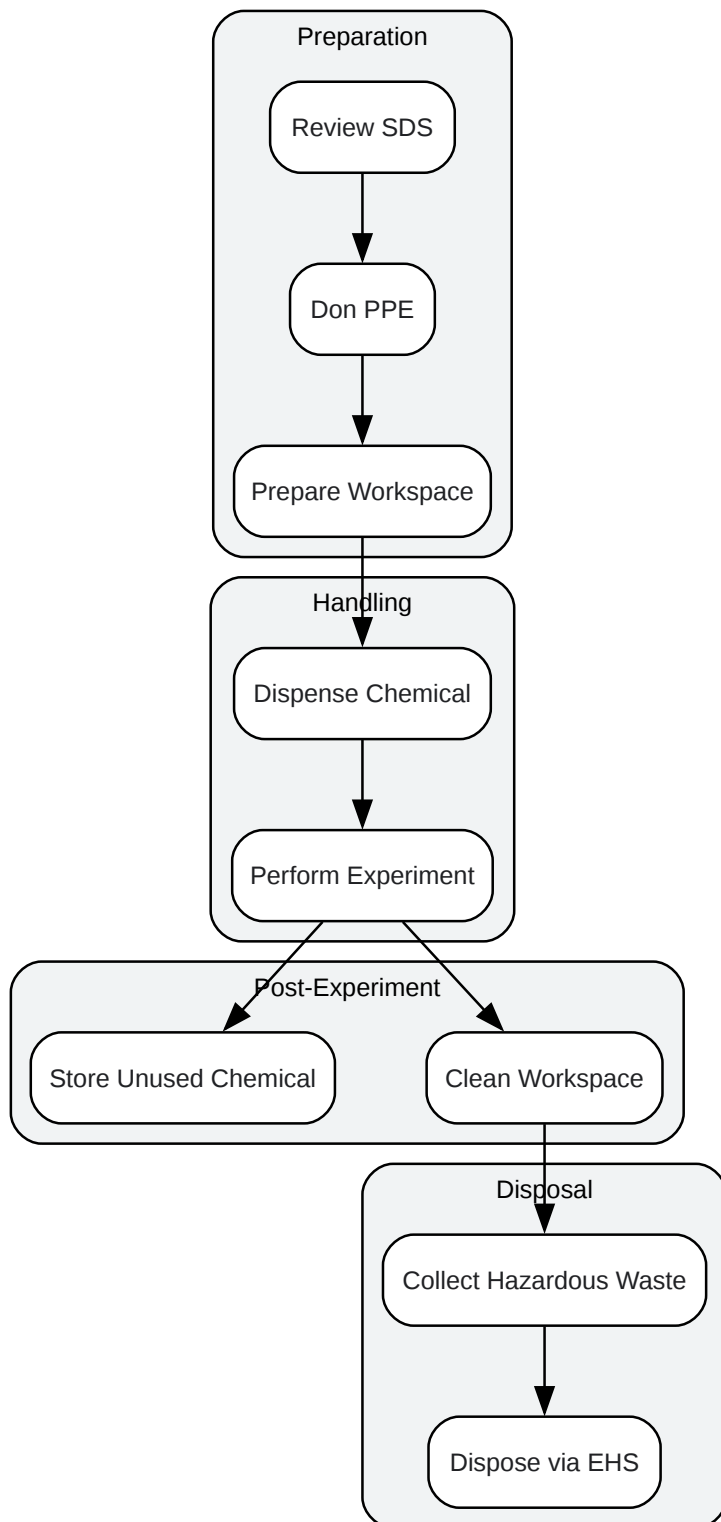 Preparation
Review SDS
Don PPE
Prepare Workspace
Handling
Dispense Chemical
Perform Experiment
Post-Experiment
Store Unused Chemical
Clean Workspace
Disposal
Collect Hazardous Waste
Dispose via EHS